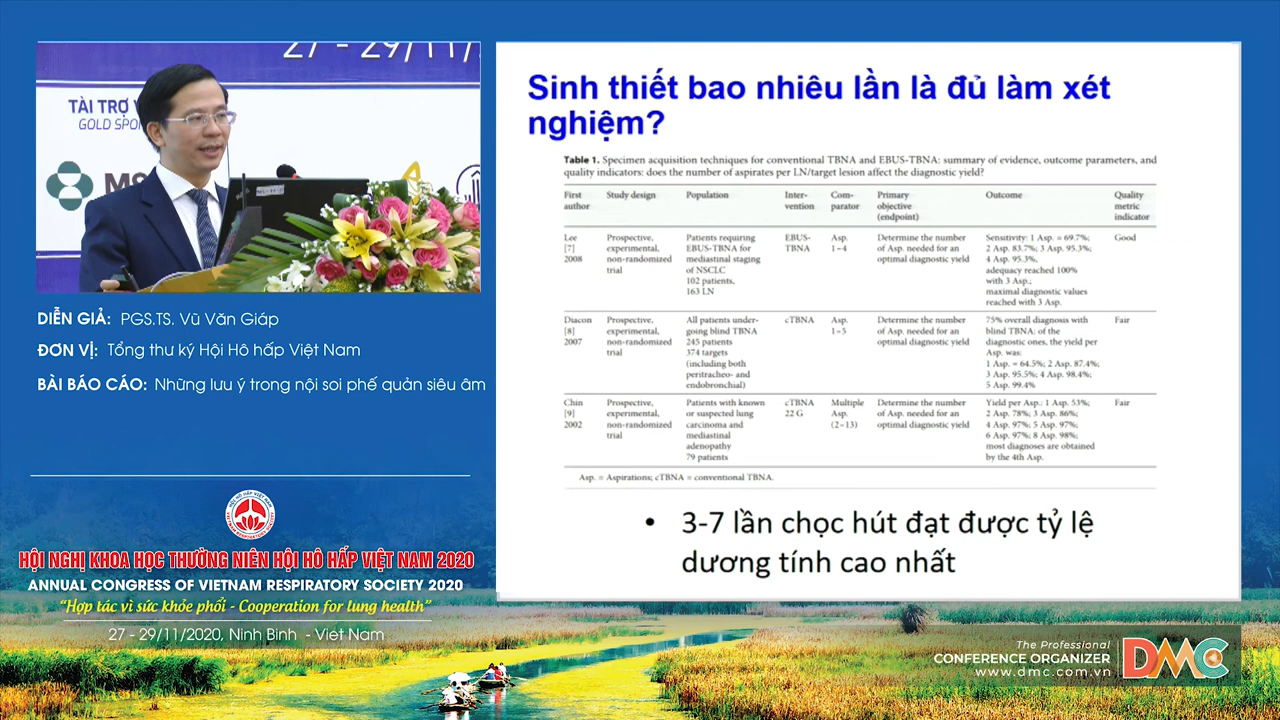 27 - 29/11/
TÀI TRỢ
GOLD SPO
MS
DIỄN GIẢ: PGS.TS. Vũ Văn Giáp
ĐƠN VỊ: Tổng thư ký Hội Hô hấp Việt Nam
BÀI BÁO CÁO: Những lưu ý trong nội soi phế quản siêu âm
HỘI HÔ HẤP VIỆT NAM
HỘI NGHỊ KHOA HỌC THƯỜNG NIÊN HỘI HÔ HẤP VIỆT NAM 2020
ANNUAL CONGRESS OF VIETNAM RESPIRATORY SOCIETY 2020
“Hợp tác vì sức khỏe phổi - Cooperation for lung health”
27 - 29/11/2020, Ninh Bình - Việt Nam
Sinh thiết bao nhiêu lần là đủ làm xét
nghiệm?
Table 1. Specimen acquisition techniques for conventional TBNA and EBUS-TBNA: summary of evidence, outcome parameters, and
quality indicators: does the number of aspirates per LN/target lesion affect the diagnostic yield?
First Study design Population Inter- Com- Primary Outcome Quality
author vention parator objective metric
(endpoint) indicator
Lee Prospective, Patients requiring EBUS- Asp. Determine the number Sensitivity: 1 Asp. = 69.7%; Good
[7] experimental, EBUS-TBNA for TBNA 1–4 of Asp. needed for an 2 Asp. 83.7%; 3 Asp. 95.3%;
2008 non-randomized mediastinal staging optimal diagnostic yield 4 Asp. 95.3%,
trial of NSCLC adequacy reached 100%
102 patients, with 3 Asp.;
163 LN maximal diagnostic values
reached with 3 Asp.
Diacon Prospective, All patients under- cTBNA Asp. Determine the number 75% overall diagnosis with Fair
[8] experimental, going blind TBNA 1–5 of Asp. needed for an blind TBNA: of the
2007 non-randomized 245 patients optimal diagnostic yield diagnostic ones, the yield per
trial 374 targets Asp. was:
(including both 1 Asp. = 64.5%; 2 Asp. 87.4%;
peritracheo- and 3 Asp. 95.5%; 4 Asp. 98.4%;
endobronchial) 5 Asp. 99.4%
Chin Prospective, Patients with known cTBNA Multiple Determine the number Yield per Asp.: 1 Asp. 53%; Fair
[9] experimental, or suspected lung 22 G Asp. of Asp. needed for an 2 Asp. 78%; 3 Asp. 86%;
2002 non-randomized carcinoma and (2–13) optimal diagnostic yield 4 Asp. 97%; 5 Asp. 97%;
trial mediastinal 6 Asp. 97%; 8 Asp. 98%;
adenopathy most diagnoses are obtained
79 patients by the 4th Asp.
Asp. = Aspirations; cTBNA = conventional TBNA.
• 3-7 lần chọc hút đạt được tỷ lệ
dương tính cao nhất
The Professional
CONFERENCE ORGANIZER
www.dmc.com.vn
DMC